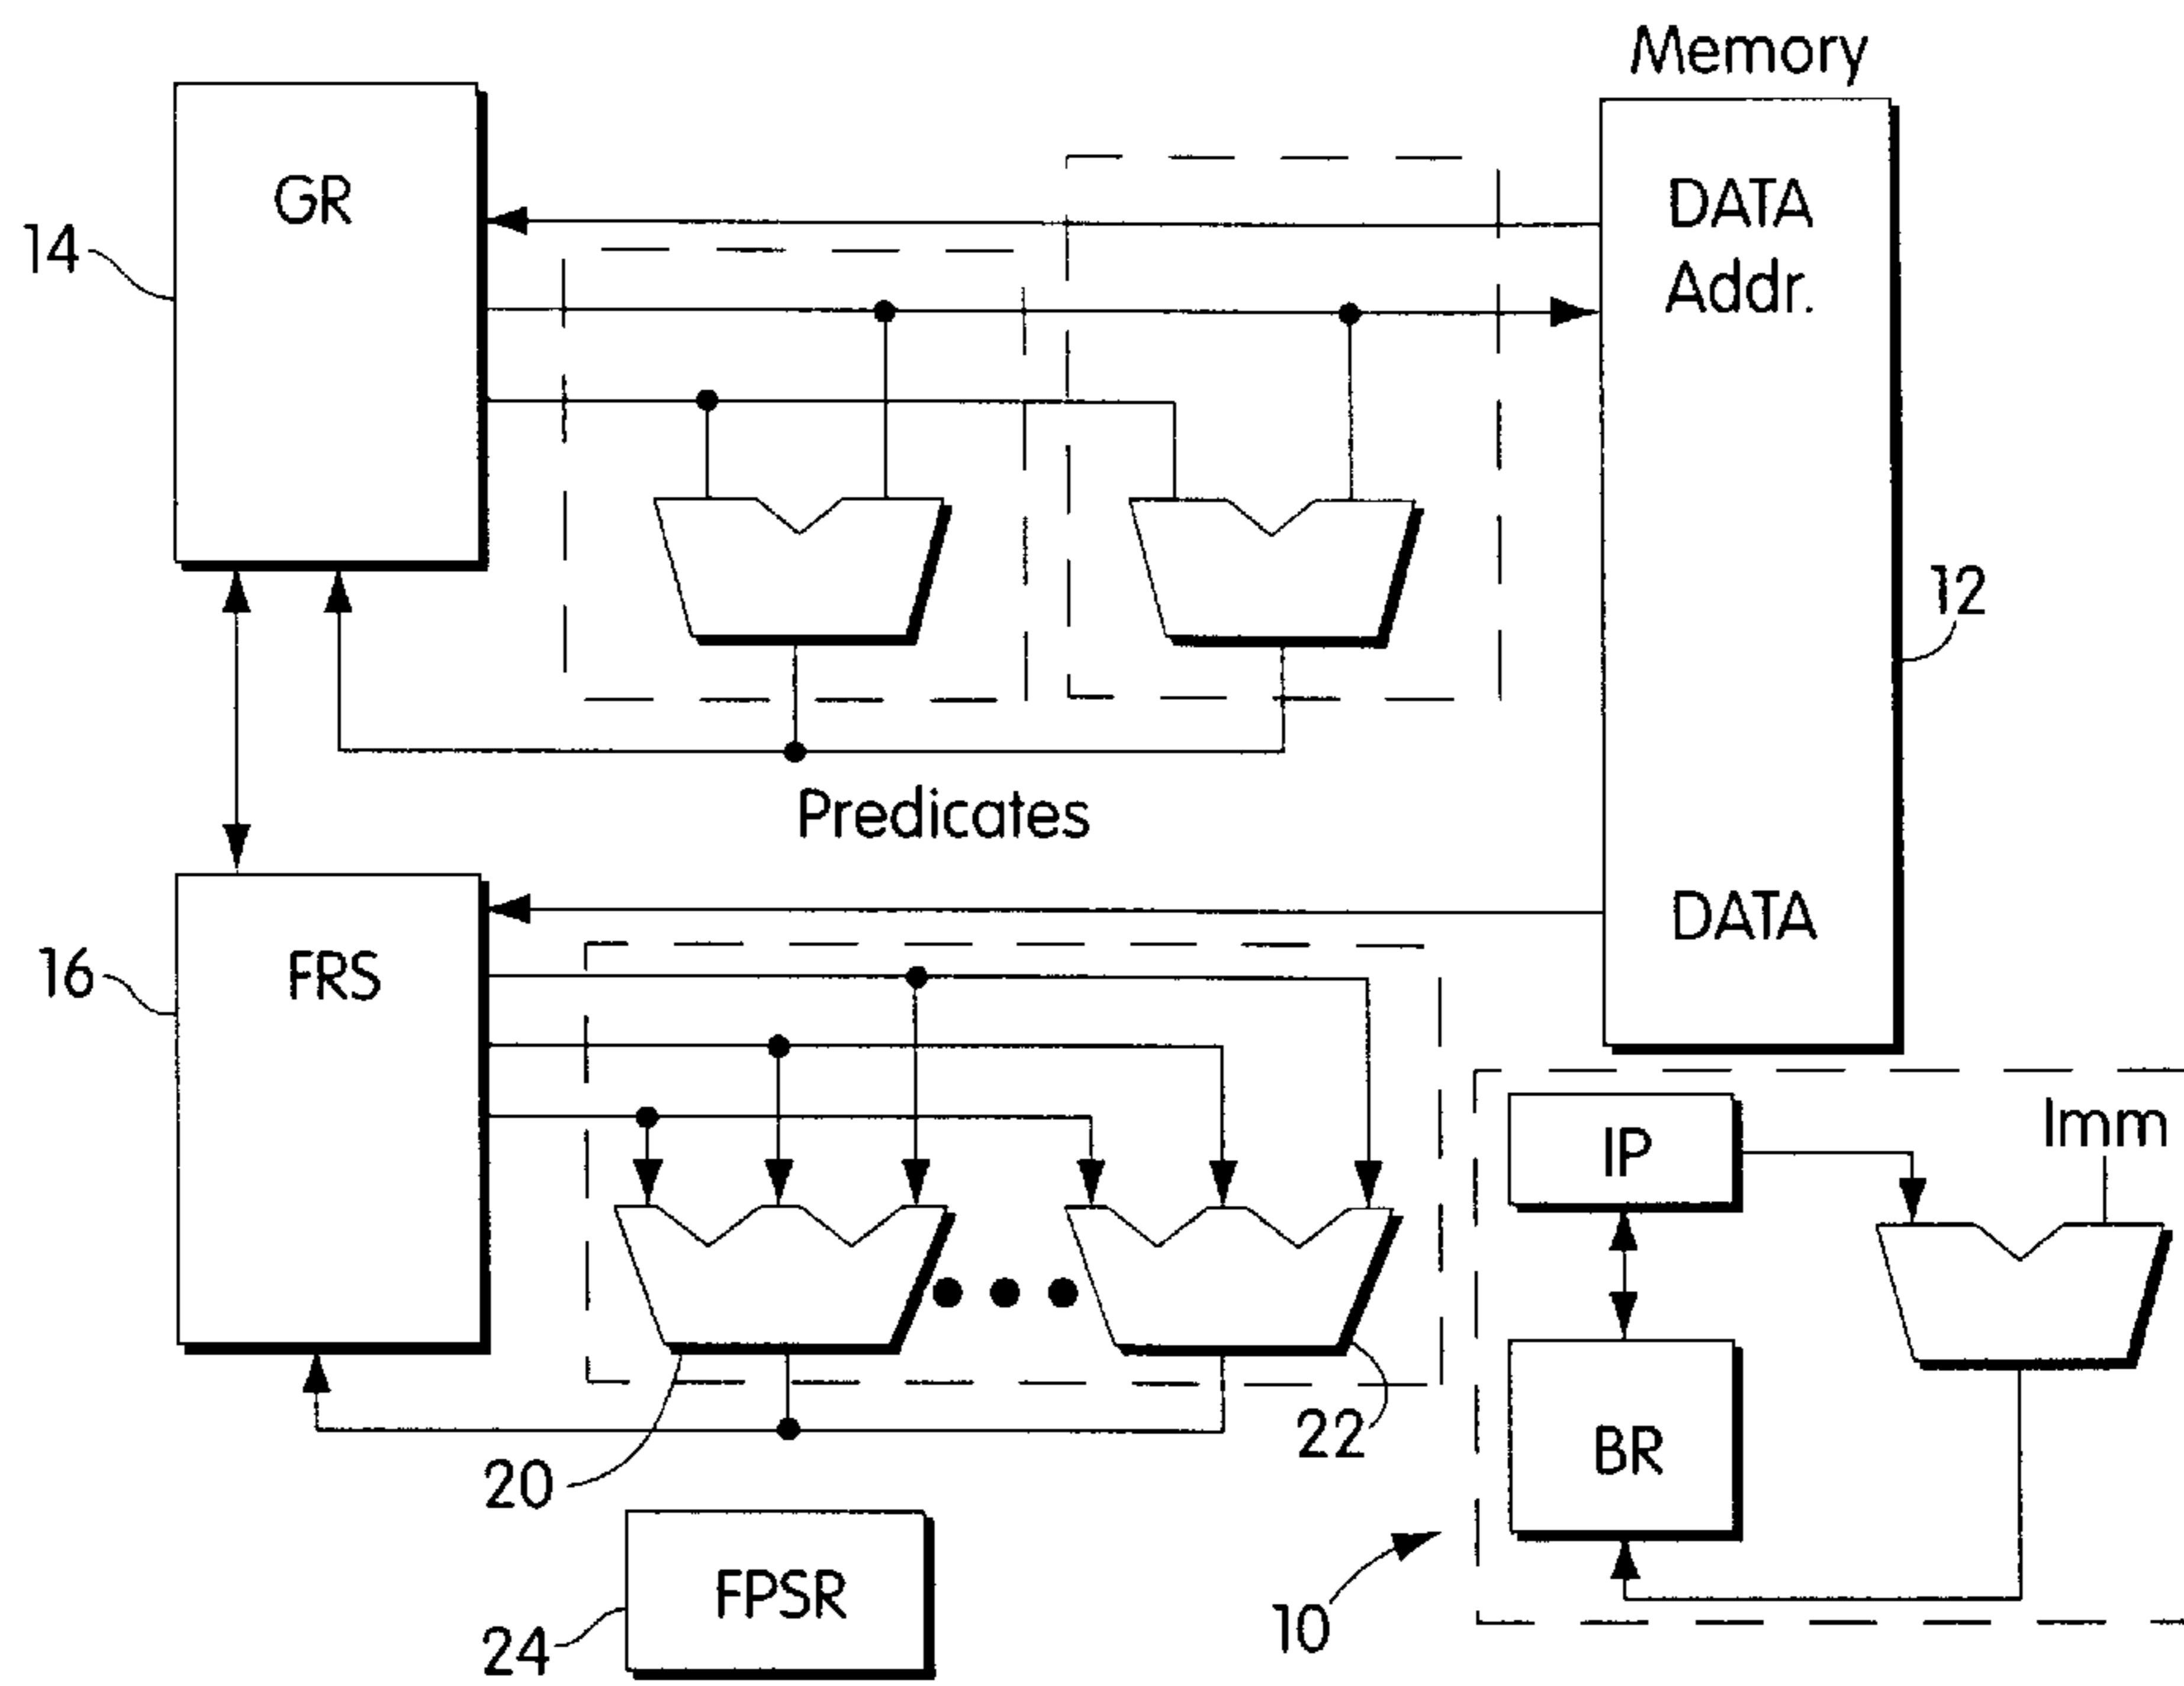 Memory
GR
DATA
Addr.
14
12
Predicates
DATA
16
FRS
Imm
IP
22
BR
20
FPSR
10
24